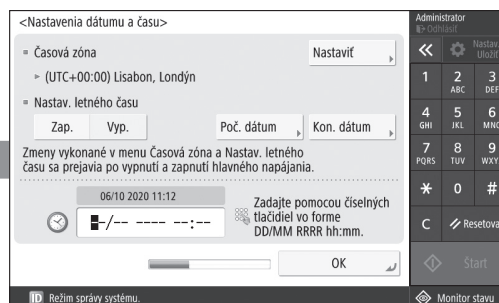 <Nastavenia dátumu a času>
Časová zóna
Nastaviť
(UTC+00:00) Lisabon, Londýn
Nastav. letného času
Zap.
Vyp.
Poč. dátum
Kon. dátum
Zmeny vykonané v menu Časová zóna a Nastav. letného
času sa prejavia po vypnutí a zapnutí hlavného napájania.
06/10 2020 11:12
-/-- ---- --:--
Zadajte pomocou číselných
tlačidiel vo forme
DD/MM RRRR hh:mm.
OK
ID Režim správy systému.
Administrator
Odhlásiť
Nastav.
Uložiť
1
2 ABC
3 DEF
4 GHI
5 JKL
6 MNO
7 PQRS
8 TUV
9 WXY
* 0 #
C
Resetova
Štart
Monitor stavu